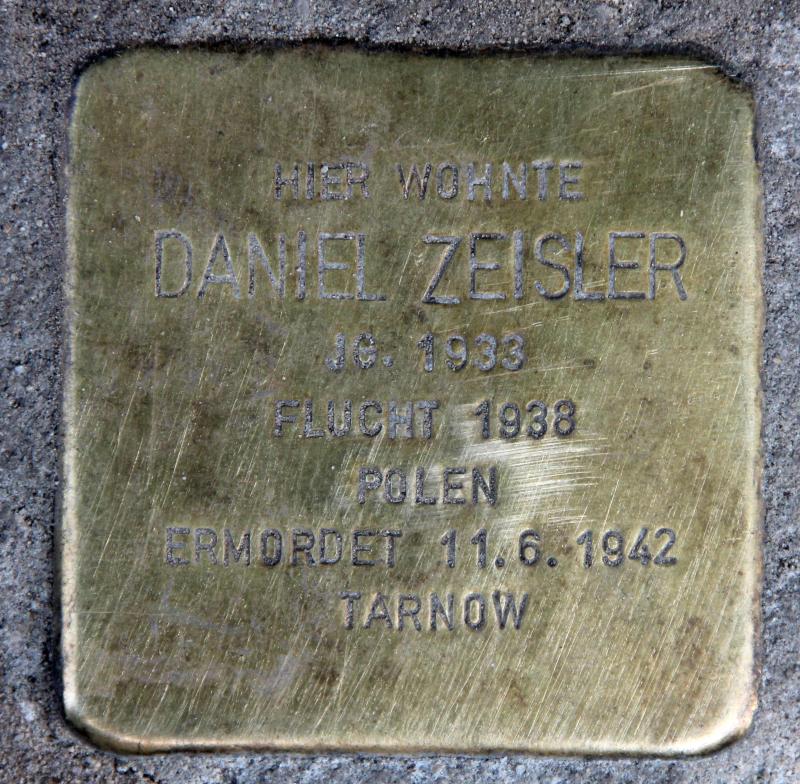 HIER WOHNTE
DANIEL ZEISLER
JG. 1933
FLUCHT 1938
POLEN
ERMORDET 11.6.1942
TARNOW